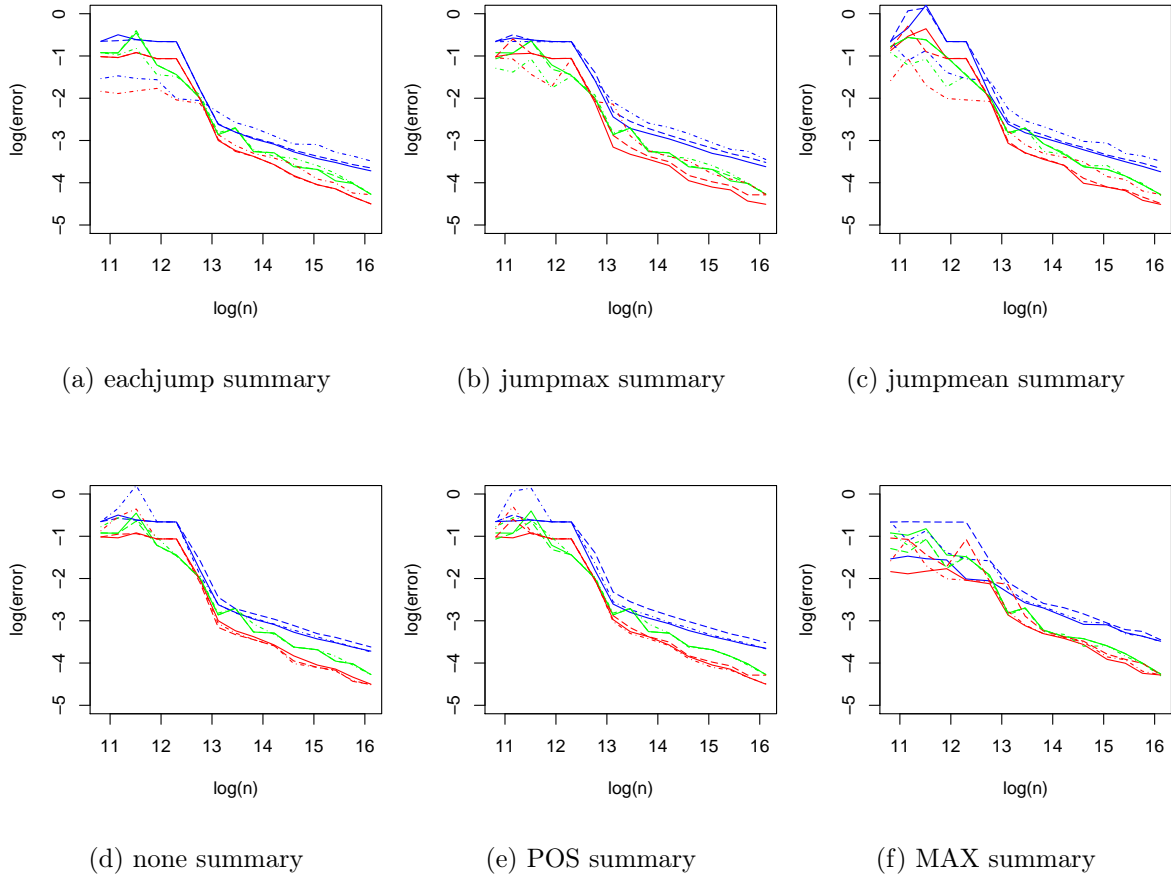 log(error)
0
−1
−2
−3
−4
−5
11 12 13 14 15 16
log(n)
(a) eachjump summary
log(error)
0
−1
−2
−3
−4
−5
11 12 13 14 15 16
log(n)
(b) jumpmax summary
log(error)
0
−1
−2
−3
−4
−5
11 12 13 14 15 16
log(n)
(c) jumpmean summary
log(error)
0
−1
−2
−3
−4
−5
11 12 13 14 15 16
log(n)
(d) none summary
log(error)
0
−1
−2
−3
−4
−5
11 12 13 14 15 16
log(n)
(e) POS summary
log(error)
0
−1
−2
−3
−4
−5
11 12 13 14 15 16
log(n)
(f) MAX summary